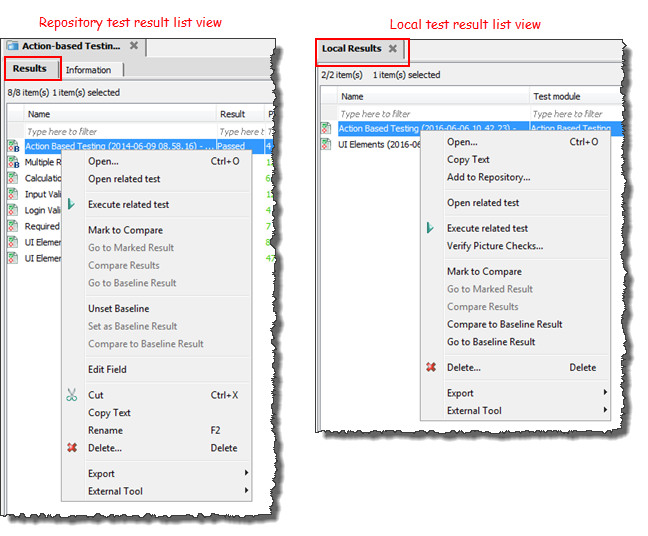 Repository test result list view
Action-based Testin...
Results
Information
8/8 item(s) 1 item(s) selected
Name
Result
Type here to filter
Type here to t
Action Based Testing (2014-06-09 08.58.16) - ...
Passed
4
Multiple R
Calculatio
Input Vali
Login Vali
Required
UI Elemen
UI Elemen
Open...
Ctrl+O
Open related test
Execute related test
Mark to Compare
Go to Marked Result
Compare Results
Go to Baseline Result
Unset Baseline
Set as Baseline Result
Compare to Baseline Result
Edit Field
Cut
Ctrl+X
Copy Text
Rename
F2
Delete...
Delete
Export
External Tool
Local test result list view
Local Results
2/2 item(s) 1 item(s) selected
Name
Test module
Type here to filter
Type here to filter
Action Based Testing (2016-06-06 10.42.23) -
Action Based Testing
UI Elements (2016-06
Open...
Ctrl+O
Copy Text
Add to Repository...
Open related test
Execute related test
Verify Picture Checks...
Mark to Compare
Go to Marked Result
Compare Results
Compare to Baseline Result
Go to Baseline Result
Delete...
Delete
Export
External Tool